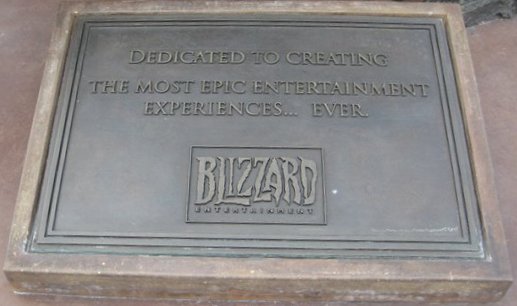 DEDICATED TO CREATING
THE MOST EPIC ENTERTAINMENT
EXPERIENCES... EVER.
BLIZZARD
ENTERTAINMENT